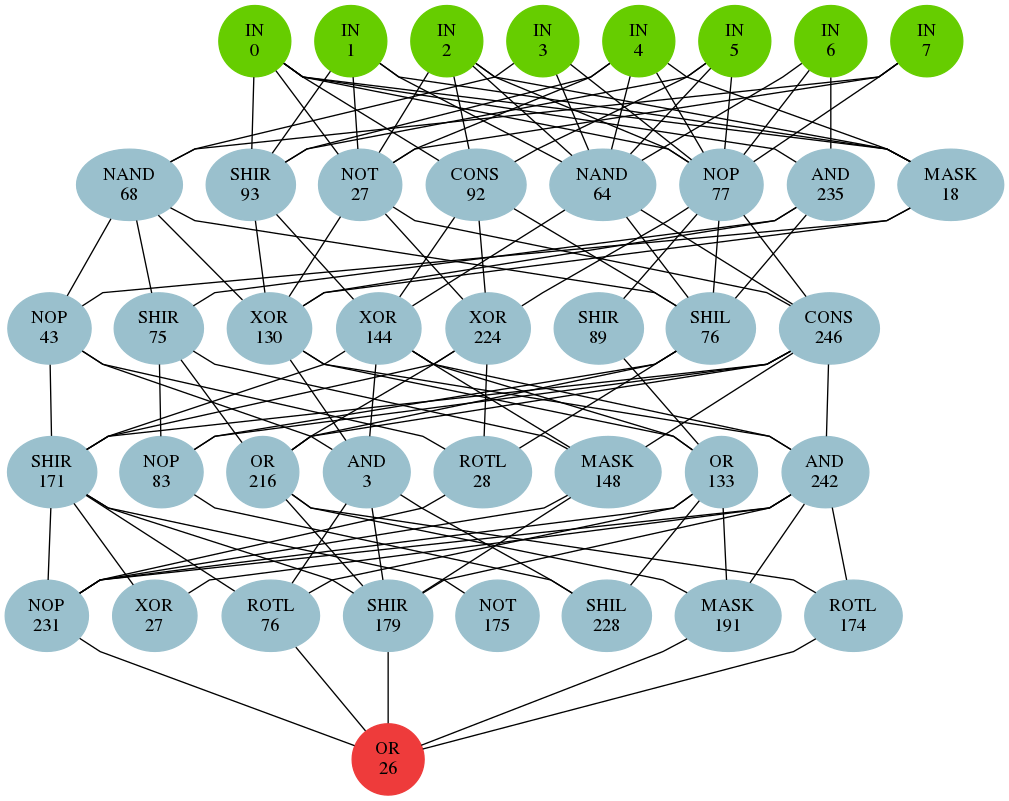 IN
0
IN
1
IN
2
IN
3
IN
4
IN
5
IN
6
IN
7
NAND
68
SHIR
93
NOT
27
CONS
92
NAND
64
NOP
77
AND
235
MASK
18
NOP
43
SHIR
75
XOR
130
XOR
144
XOR
224
SHIR
89
SHIL
76
CONS
246
SHIR
171
NOP
83
OR
216
AND
3
ROTL
28
MASK
148
OR
133
AND
242
NOP
231
XOR
27
ROTL
76
SHIR
179
NOT
175
SHIL
228
MASK
191
ROTL
174
OR
26